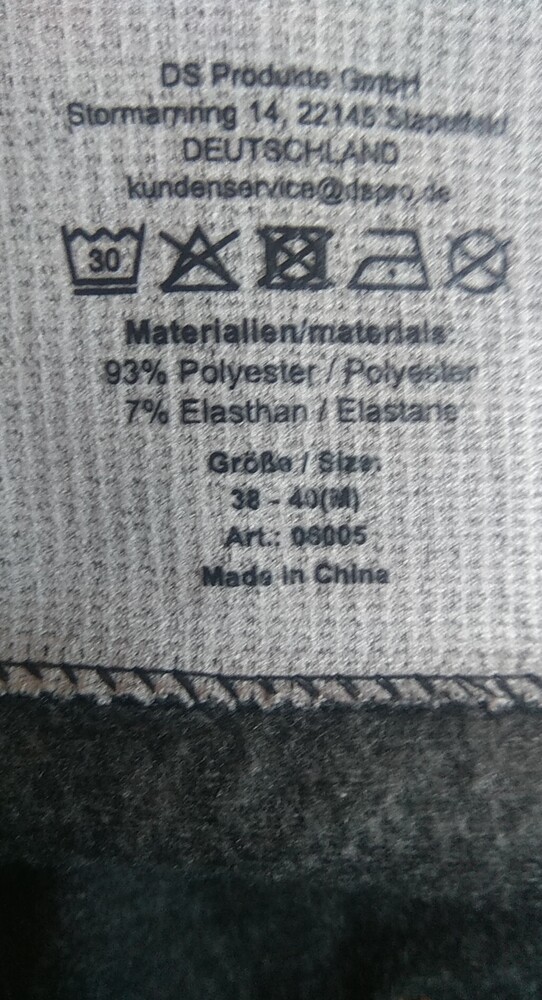 DS Produkte GmbH
Stormarnring 14, 22145 Stapelfeld
DEUTSCHLAND
kundenservice@dspro.de
30
Materialien/materials:
93% Polyester / Polyester
7% Elasthan / Elastane
Größe / Size:
38 - 40(M)
Art.:
Made in China